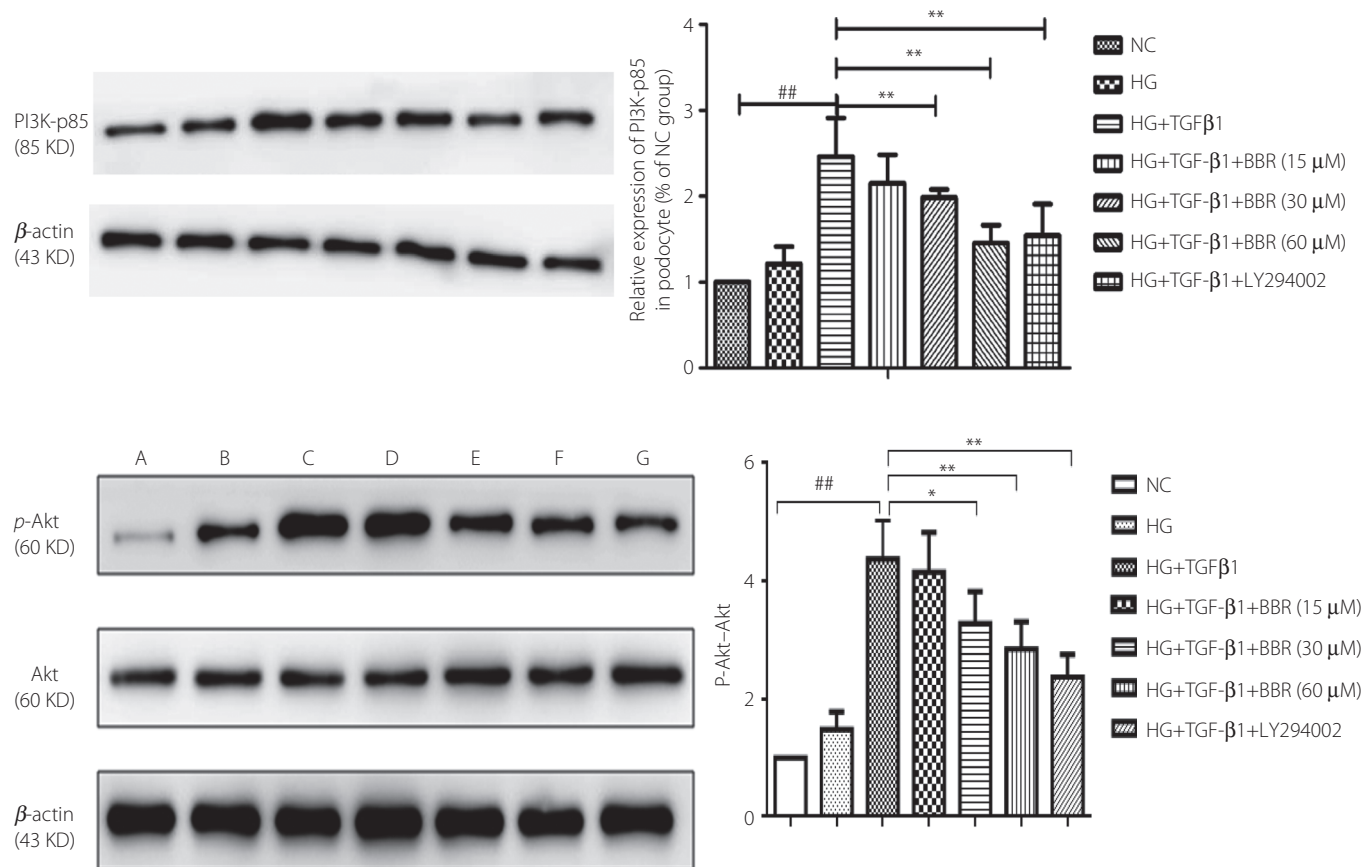 PI3K-p85
(85 KD)
β-actin
(43 KD)
Relative expression of PI3K-p85
in podocyte (% of NC group)
4
3
2
1
0
##
**
**
**
NC
HG
HG+TGFβ1
HG+TGF-β1+BBR (15 μM)
HG+TGF-β1+BBR (30 μM)
HG+TGF-β1+BBR (60 μM)
HG+TGF-β1+LY294002
A B C D E F G
p-Akt
(60 KD)
Akt
(60 KD)
β-actin
(43 KD)
P-Akt–Akt
6
4
2
0
##
*
**
**
NC
HG
HG+TGFβ1
HG+TGF-β1+BBR (15 μM)
HG+TGF-β1+BBR (30 μM)
HG+TGF-β1+BBR (60 μM)
HG+TGF-β1+LY294002